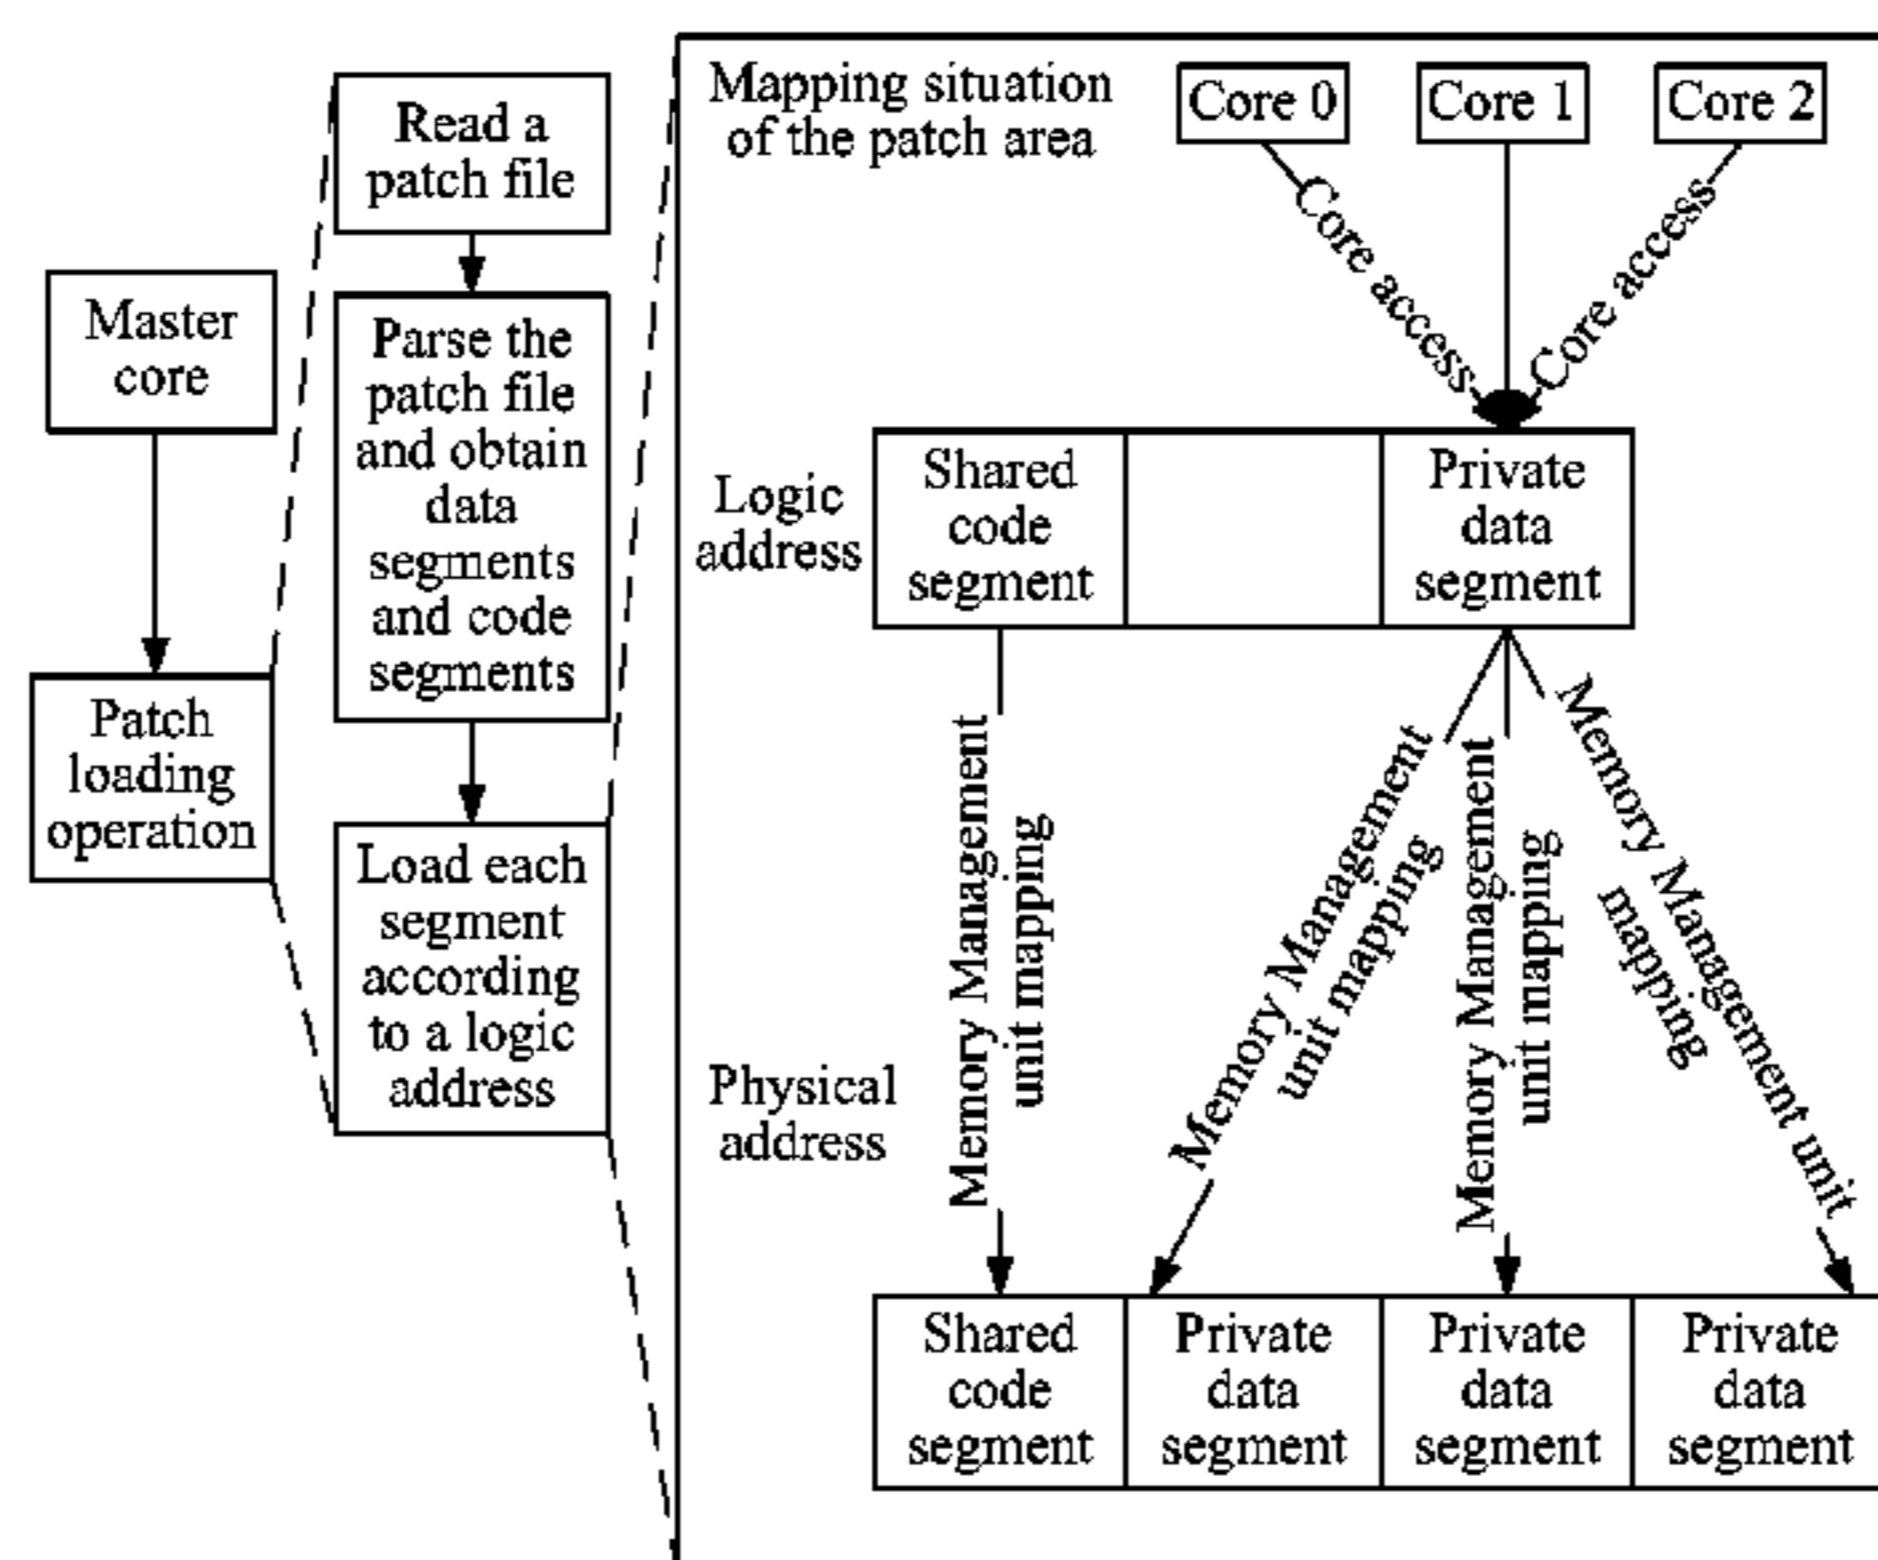 Master
core
Patch
loading
operation
Read a
patch file
Parse the
patch file
and obtain
data
segments
and code
segments
Load each
segment
according
to a logic
address
Mapping situation
of the patch area
Core 0
Core 1
Core 2
Core access
Core access
Logic
address
Shared
code
segment
Private
data
segment
Memory Management
unit mapping
Memory Management
unit mapping
Memory Management
unit mapping
Memory Management unit
mapping
Physical
address
Shared
code
segment
Private
data
segment
Private
data
segment
Private
data
segment